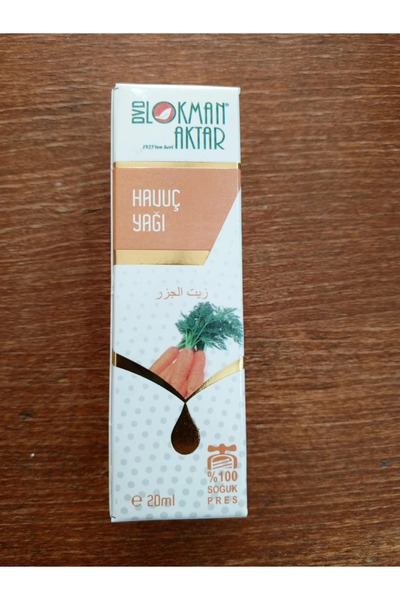 DVD LOKMAN®
AKTAR
1925'ten beri
HAVUÇ
YAĞI
زيت الجزر
%100
SOĞUK
PRES
℮ 20ml